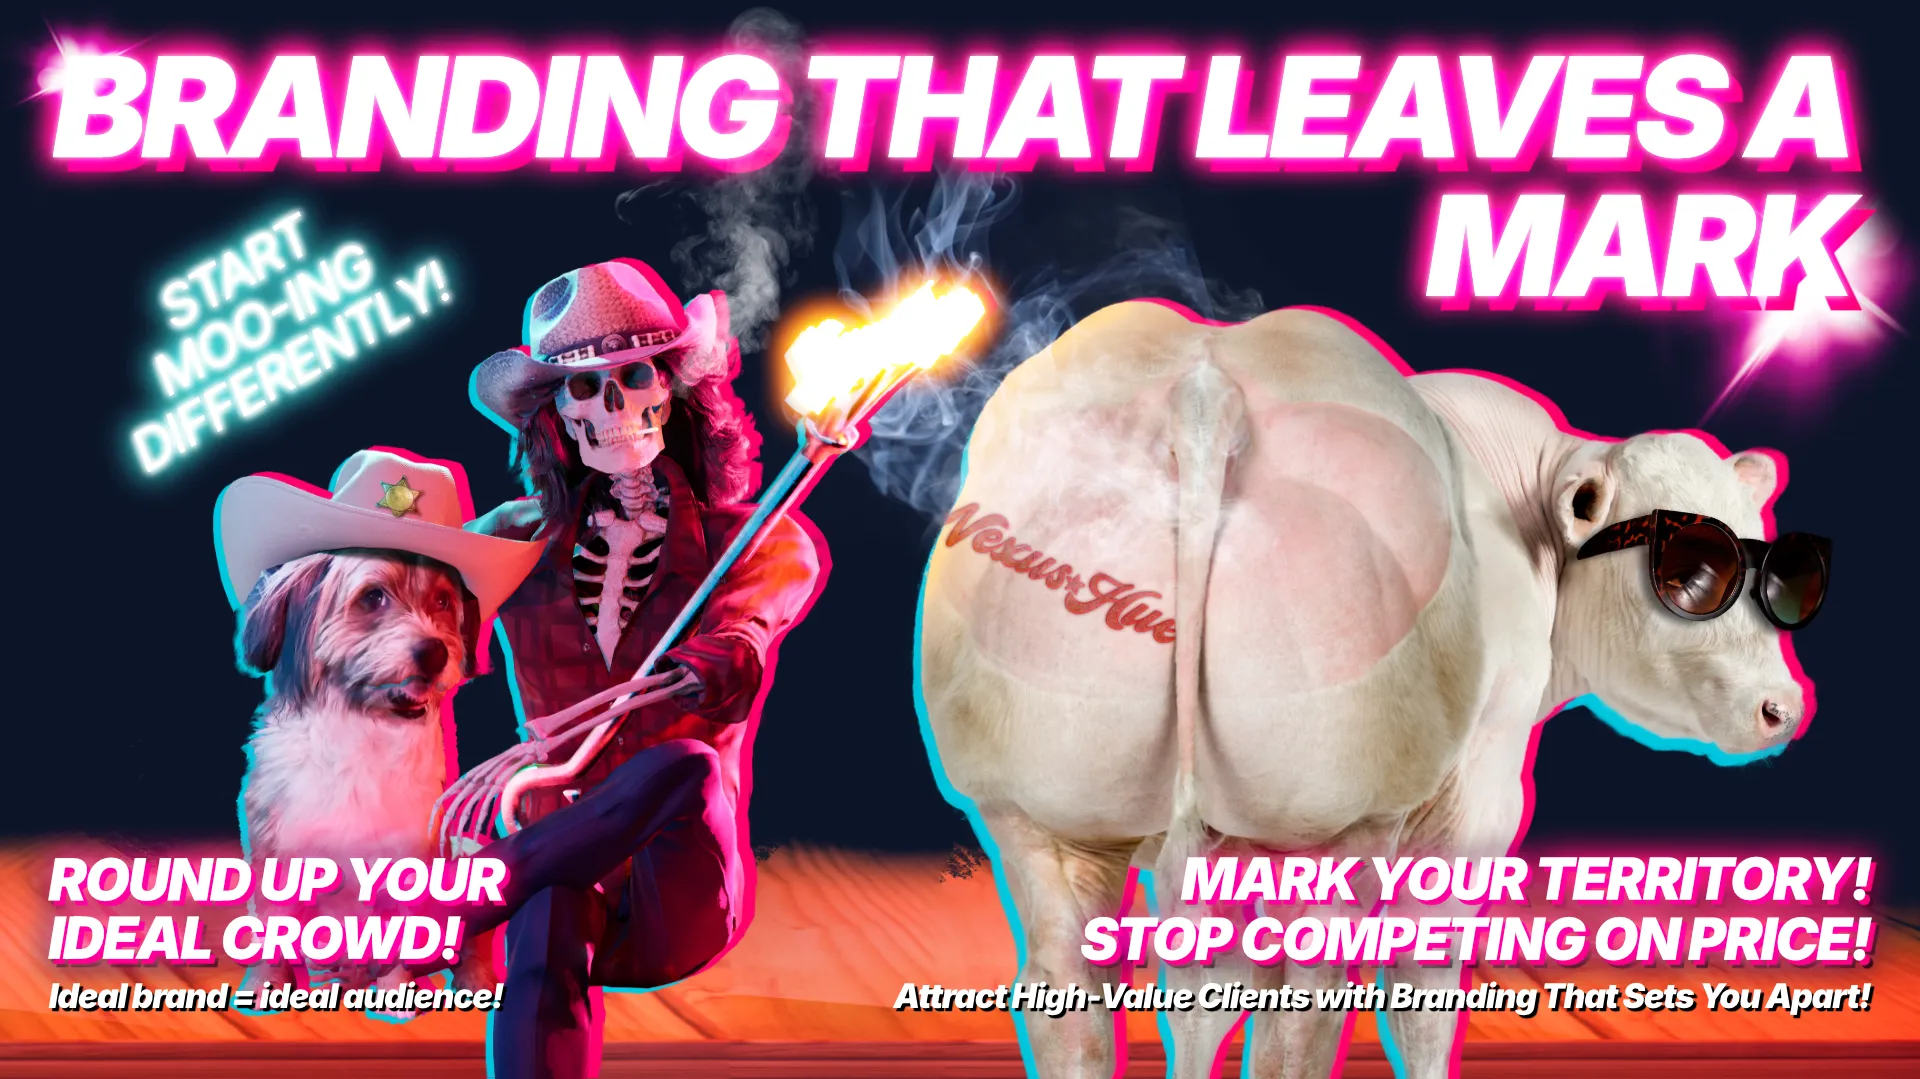 BRANDING THAT LEAVES A
MARK
START
MOO-ING
DIFFERENTLY!
Nexus+Hue
ROUND UP YOUR
IDEAL CROWD!
Ideal brand = ideal audience!
MARK YOUR TERRITORY!
STOP COMPETING ON PRICE!
Attract High-Value Clients with Branding That Sets You Apart!